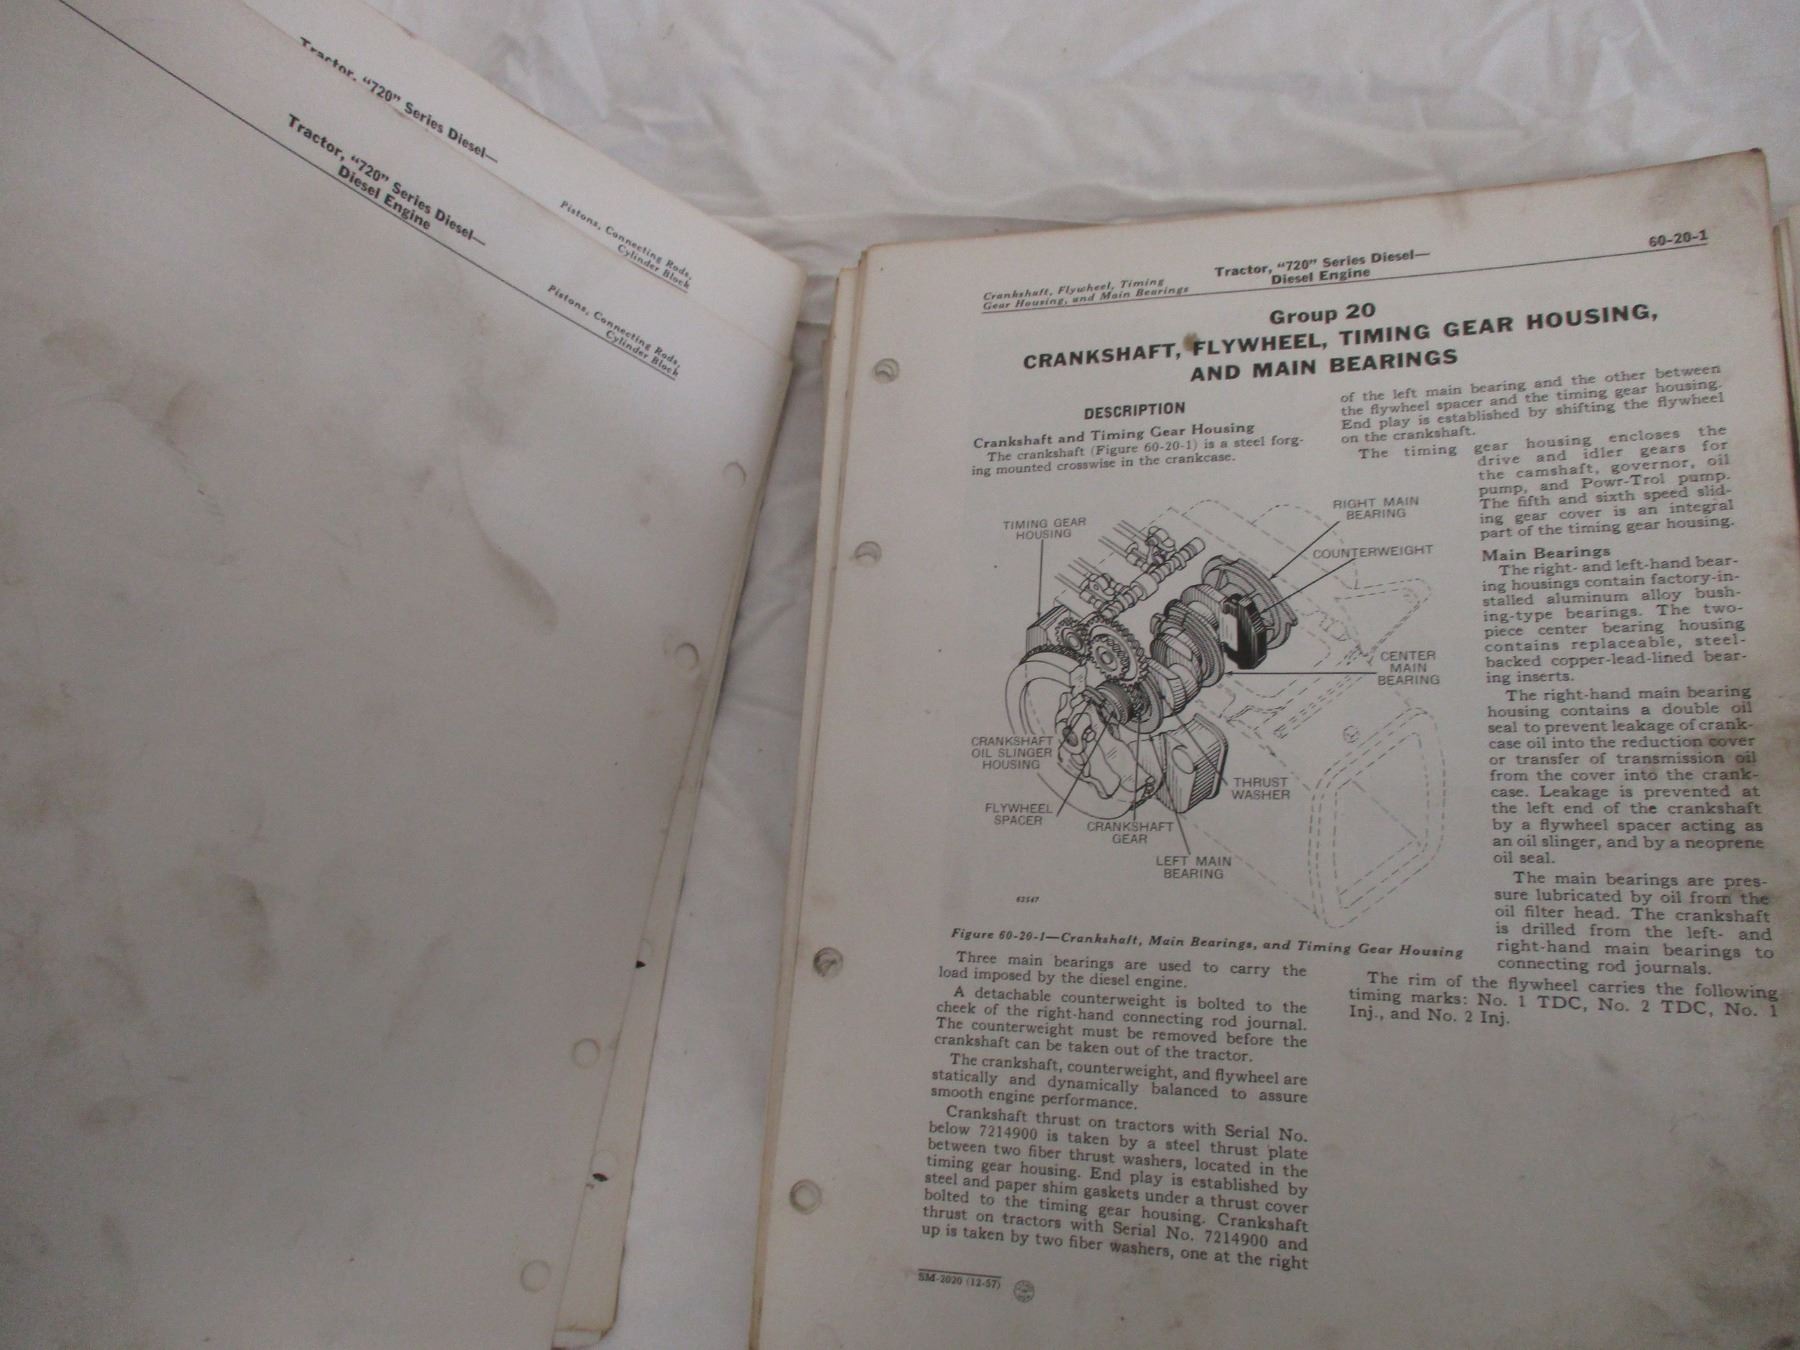 Tractor, "720" Series Diesel—
Pistons, Connecting Rods,
Cylinder Block
Tractor, "720" Series Diesel—
Diesel Engine
Pistons, Connecting Rods,
Cylinder Block
Crankshaft, Flywheel, Timing
Gear Housing, and Main Bearings
Tractor, "720" Series Diesel—
Diesel Engine
60-20-1
Group 20
CRANKSHAFT, FLYWHEEL, TIMING GEAR HOUSING,
AND MAIN BEARINGS
DESCRIPTION
Crankshaft and Timing Gear Housing
The crankshaft (Figure 60-20-1) is a steel forg-
ing mounted crosswise in the crankcase.
TIMING GEAR
HOUSING
RIGHT MAIN
BEARING
COUNTERWEIGHT
CENTER
MAIN
BEARING
CRANKSHAFT
OIL SLINGER
HOUSING
THRUST
WASHER
FLYWHEEL
SPACER
CRANKSHAFT
GEAR
LEFT MAIN
BEARING
62547
Figure 60-20-1—Crankshaft, Main Bearings, and Timing Gear Housing
Three main bearings are used to carry the
load imposed by the diesel engine.
A detachable counterweight is bolted to the
cheek of the right-hand connecting rod journal.
The counterweight must be removed before the
crankshaft can be taken out of the tractor.
The crankshaft, counterweight, and flywheel are
statically and dynamically balanced to assure
smooth engine performance.
Crankshaft thrust on tractors with Serial No.
below 7214900 is taken by a steel thrust plate
between two fiber thrust washers, located in the
timing gear housing. End play is established by
steel and paper shim gaskets under a thrust cover
bolted to the timing gear housing. Crankshaft
thrust on tractors with Serial No. 7214900 and
up is taken by two fiber washers, one at the right
of the left main bearing and the other between
the flywheel spacer and the timing gear housing.
End play is established by shifting the flywheel
on the crankshaft.
The timing gear housing encloses the
drive and idler gears for
the camshaft, governor, oil
pump, and Powr-Trol pump.
The fifth and sixth speed slid-
ing gear cover is an integral
part of the timing gear housing.
Main Bearings
The right- and left-hand bear-
ing housings contain factory-in-
stalled aluminum alloy bush-
ing-type bearings. The two-
piece center bearing housing
contains replaceable, steel-
backed copper-lead-lined bear-
ing inserts.
The right-hand main bearing
housing contains a double oil
seal to prevent leakage of crank-
case oil into the reduction cover
or transfer of transmission oil
from the cover into the crank-
case. Leakage is prevented at
the left end of the crankshaft
by a flywheel spacer acting as
an oil slinger, and by a neoprene
oil seal.
The main bearings are pres-
sure lubricated by oil from the
oil filter head. The crankshaft
is drilled from the left- and
right-hand main bearings to
connecting rod journals.
The rim of the flywheel carries the following
timing marks: No. 1 TDC, No. 2 TDC, No. 1
Inj., and No. 2 Inj.
SM-2020 (12-57)